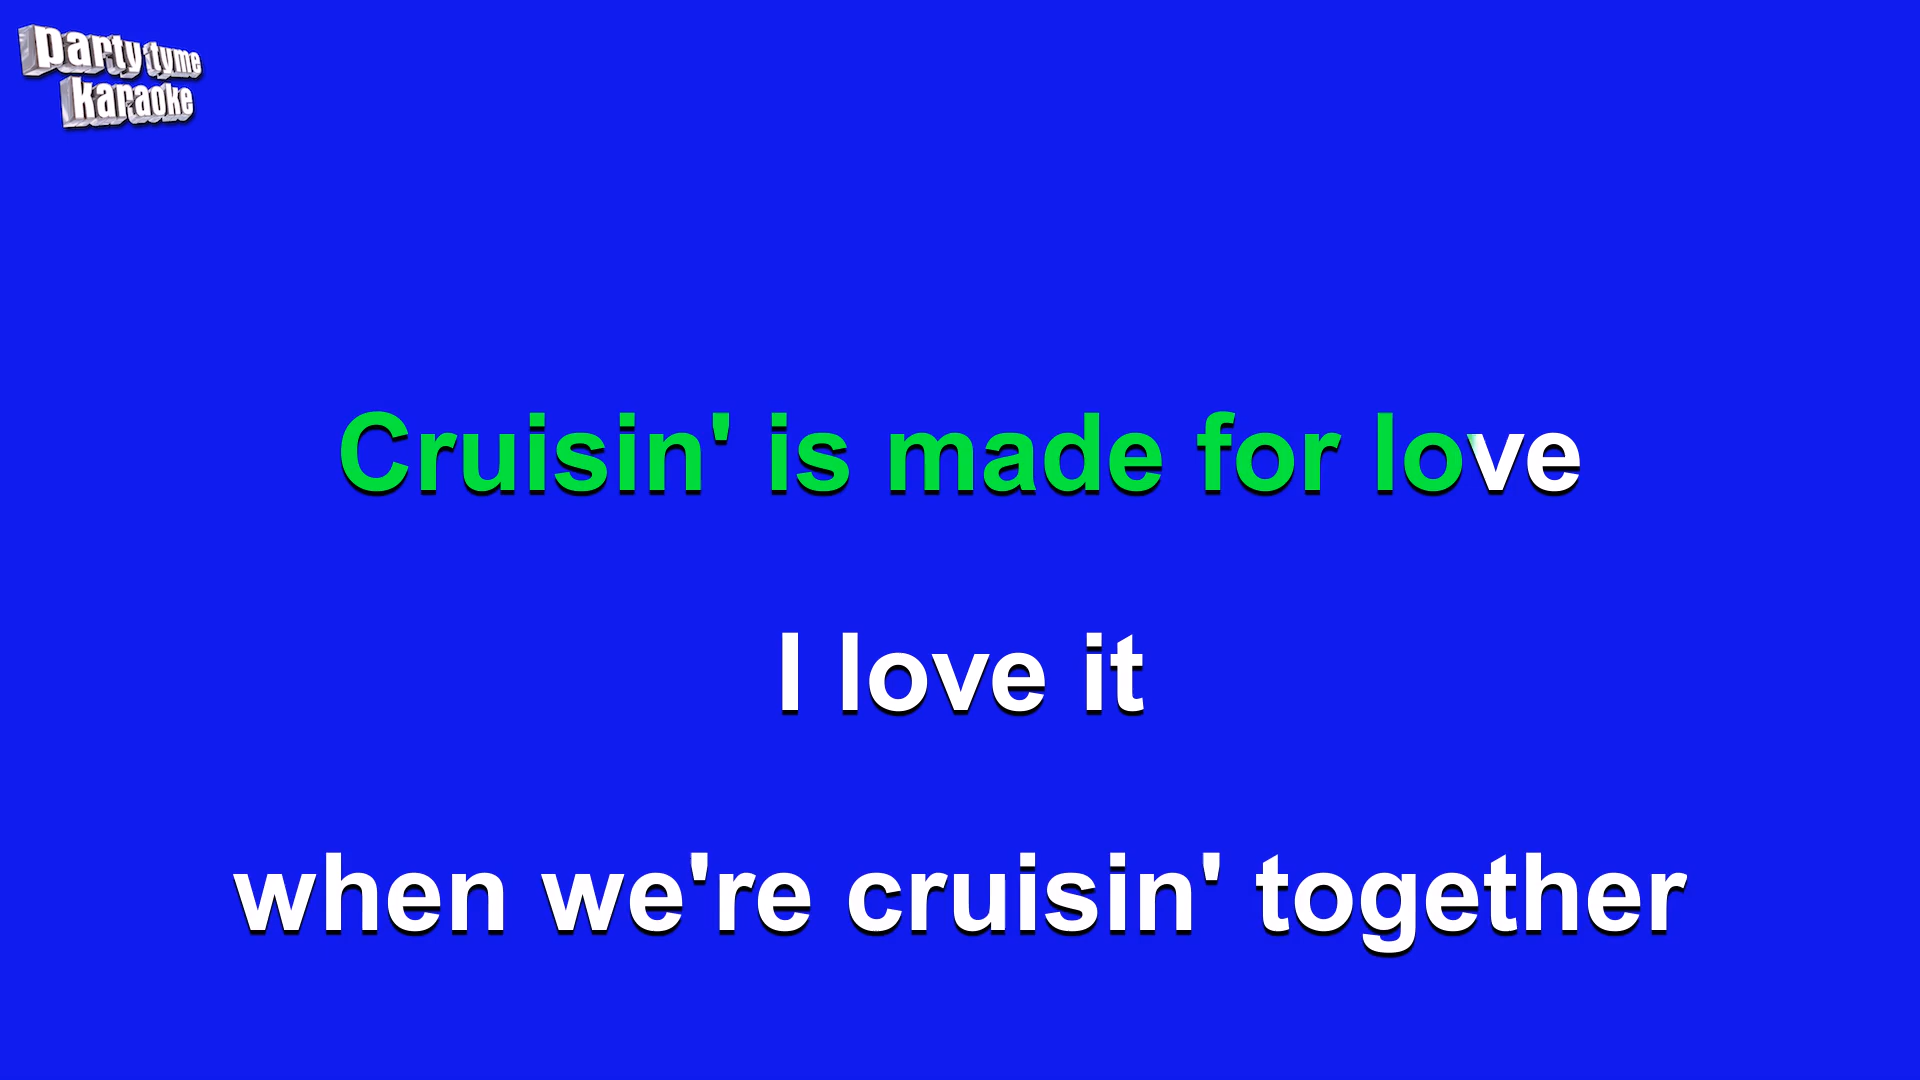 party tyme
karaoke
Cruisin' is made for love
I love it
when we're cruisin' together